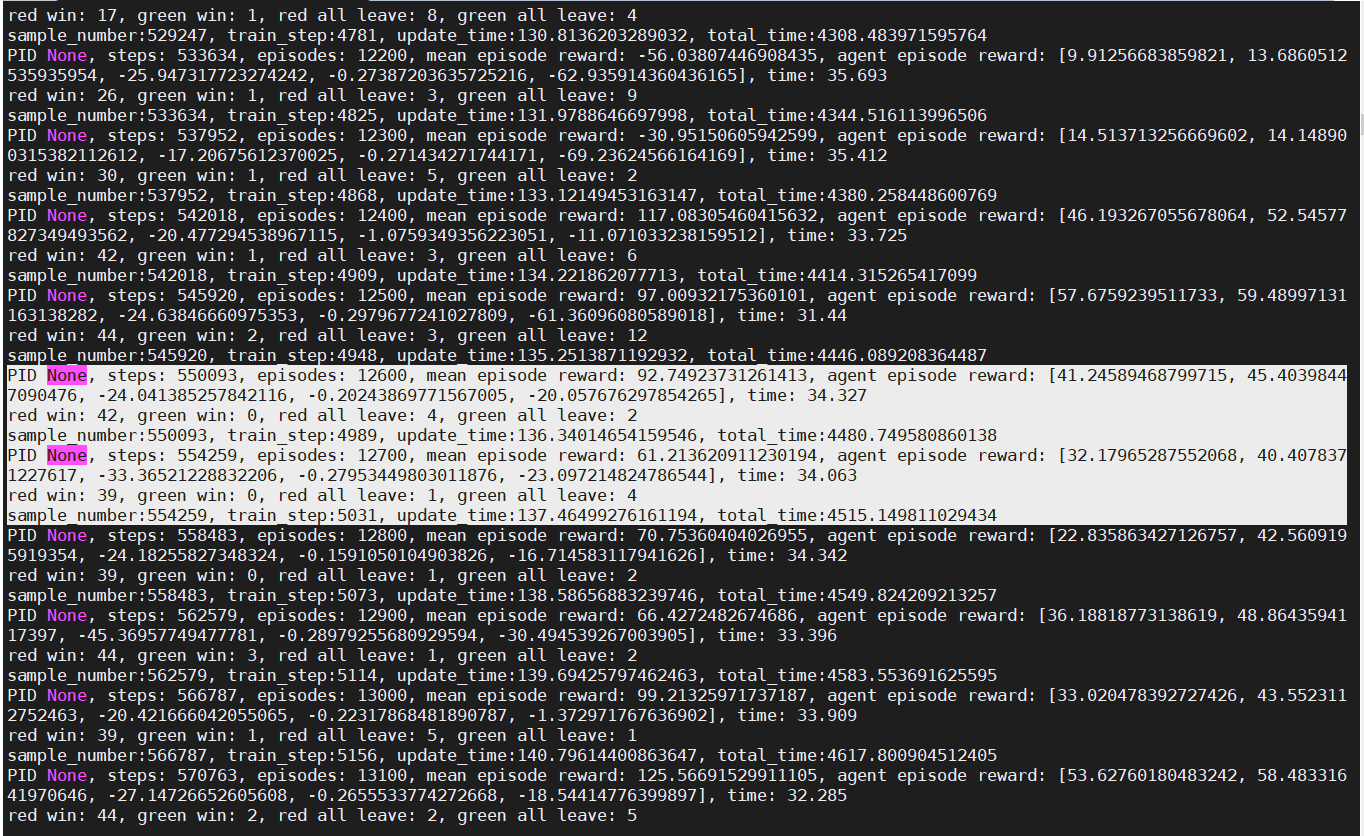 red win: 17, green win: 1, red all leave: 8, green all leave: 4
sample_number:529247, train_step:4781, update_time:130.8136203289032, total_time:4308.483971595764
PID None, steps: 533634, episodes: 12200, mean episode reward: -56.03807446908435, agent episode reward: [9.91256683859821, 13.6860512
535935954, -25.947317723274242, -0.27387203635725216, -62.935914360436165], time: 35.693
red win: 26, green win: 1, red all leave: 3, green all leave: 9
sample_number:533634, train_step:4825, update_time:131.9788646697998, total_time:4344.516113996506
PID None, steps: 537952, episodes: 12300, mean episode reward: -30.95150605942599, agent episode reward: [14.513713256669602, 14.14890
0315382112612, -17.20675612370025, -0.271434271744171, -69.23624566164169], time: 35.412
red win: 30, green win: 1, red all leave: 5, green all leave: 2
sample_number:537952, train_step:4868, update_time:133.12149453163147, total_time:4380.258448600769
PID None, steps: 542018, episodes: 12400, mean episode reward: 117.08305460415632, agent episode reward: [46.193267055678064, 52.54577
827349493562, -20.477294538967115, -1.0759349356223051, -11.071033238159512], time: 33.725
red win: 42, green win: 1, red all leave: 3, green all leave: 6
sample_number:542018, train_step:4909, update_time:134.221862077713, total_time:4414.315265417099
PID None, steps: 545920, episodes: 12500, mean episode reward: 97.00932175360101, agent episode reward: [57.6759239511733, 59.48997131
163138282, -24.63846660975353, -0.2979677241027809, -61.36096080589018], time: 31.44
red win: 44, green win: 2, red all leave: 3, green all leave: 12
sample_number:545920, train_step:4948, update_time:135.2513871192932, total_time:4446.089208364487
PID None, steps: 550093, episodes: 12600, mean episode reward: 92.74923731261413, agent episode reward: [41.24589468799715, 45.4039844
7090476, -24.041385257842116, -0.20243869771567005, -20.057676297854265], time: 34.327
red win: 42, green win: 0, red all leave: 4, green all leave: 2
sample_number:550093, train_step:4989, update_time:136.34014654159546, total_time:4480.749580860138
PID None, steps: 554259, episodes: 12700, mean episode reward: 61.213620911230194, agent episode reward: [32.17965287552068, 40.407837
1227617, -33.36521228832206, -0.27953449803011876, -23.097214824786544], time: 34.063
red win: 39, green win: 0, red all leave: 1, green all leave: 4
sample_number:554259, train_step:5031, update_time:137.46499276161194, total_time:4515.149811029434
PID None, steps: 558483, episodes: 12800, mean episode reward: 70.75360404026955, agent episode reward: [22.835863427126757, 42.560919
5919354, -24.18255827348324, -0.1591050104903826, -16.714583117941626], time: 34.342
red win: 39, green win: 0, red all leave: 1, green all leave: 2
sample_number:558483, train_step:5073, update_time:138.58656883239746, total_time:4549.824209213257
PID None, steps: 562579, episodes: 12900, mean episode reward: 66.4272482674686, agent episode reward: [36.18818773138619, 48.86435941
17397, -45.36957749477781, -0.28979255680929594, -30.494539267003905], time: 33.396
red win: 44, green win: 3, red all leave: 1, green all leave: 2
sample_number:562579, train_step:5114, update_time:139.69425797462463, total_time:4583.553691625595
PID None, steps: 566787, episodes: 13000, mean episode reward: 99.21325971737187, agent episode reward: [33.020478392727426, 43.552311
2752463, -20.421666042055065, -0.22317868481890787, -1.372971767636902], time: 33.909
red win: 39, green win: 1, red all leave: 5, green all leave: 1
sample_number:566787, train_step:5156, update_time:140.79614400863647, total_time:4617.800904512405
PID None, steps: 570763, episodes: 13100, mean episode reward: 125.56691529911105, agent episode reward: [53.62760180483242, 58.483316
41970646, -27.14726652605608, -0.2655533774272668, -18.54414776399897], time: 32.285
red win: 44, green win: 2, red all leave: 2, green all leave: 5